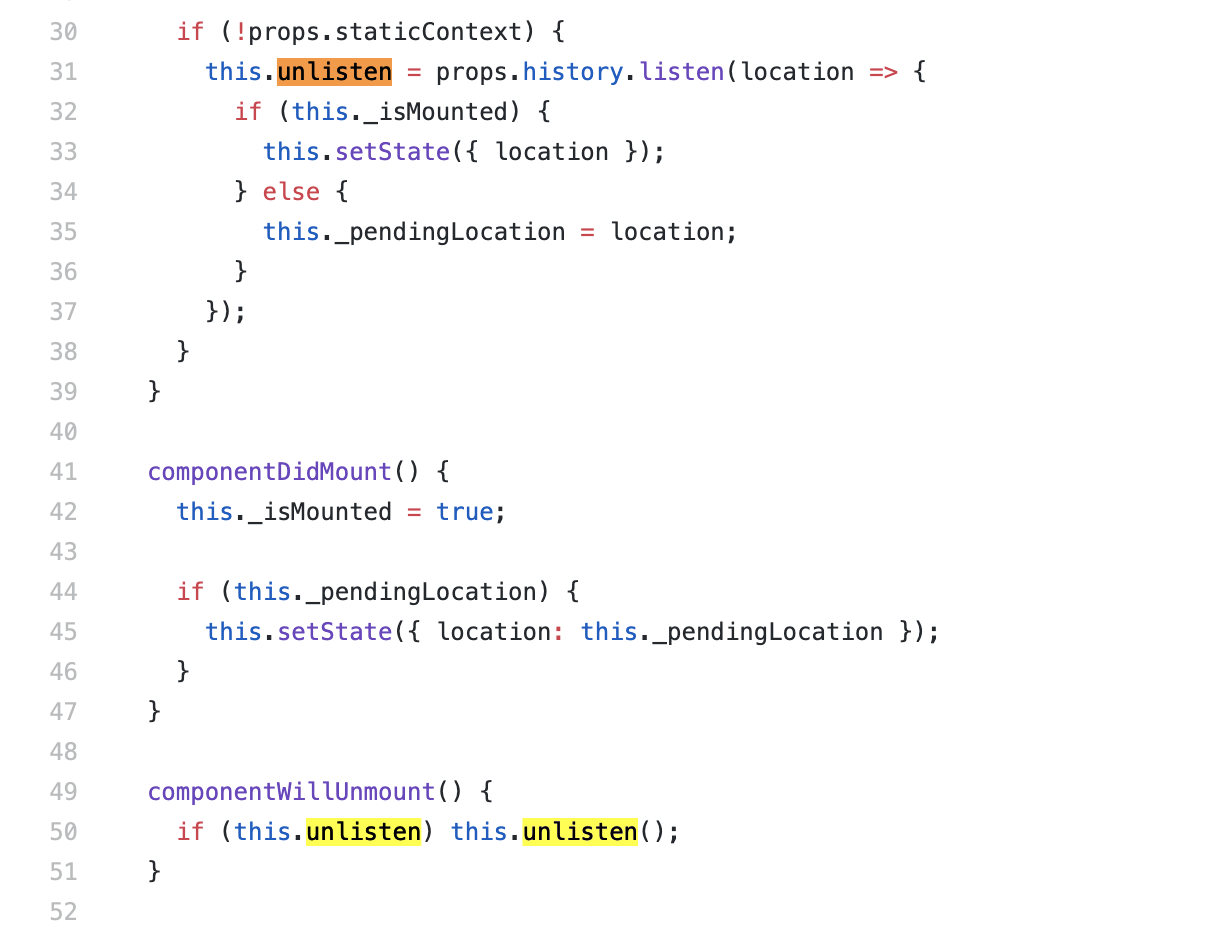 30 if (!props.staticContext) {
31 this.unlisten = props.history.listen(location => {
32 if (this._isMounted) {
33 this.setState({ location });
34 } else {
35 this._pendingLocation = location;
36 }
37 });
38 }
39 }
40
41 componentDidMount() {
42 this._isMounted = true;
43
44 if (this._pendingLocation) {
45 this.setState({ location: this._pendingLocation });
46 }
47 }
48
49 componentWillUnmount() {
50 if (this.unlisten) this.unlisten();
51 }
52